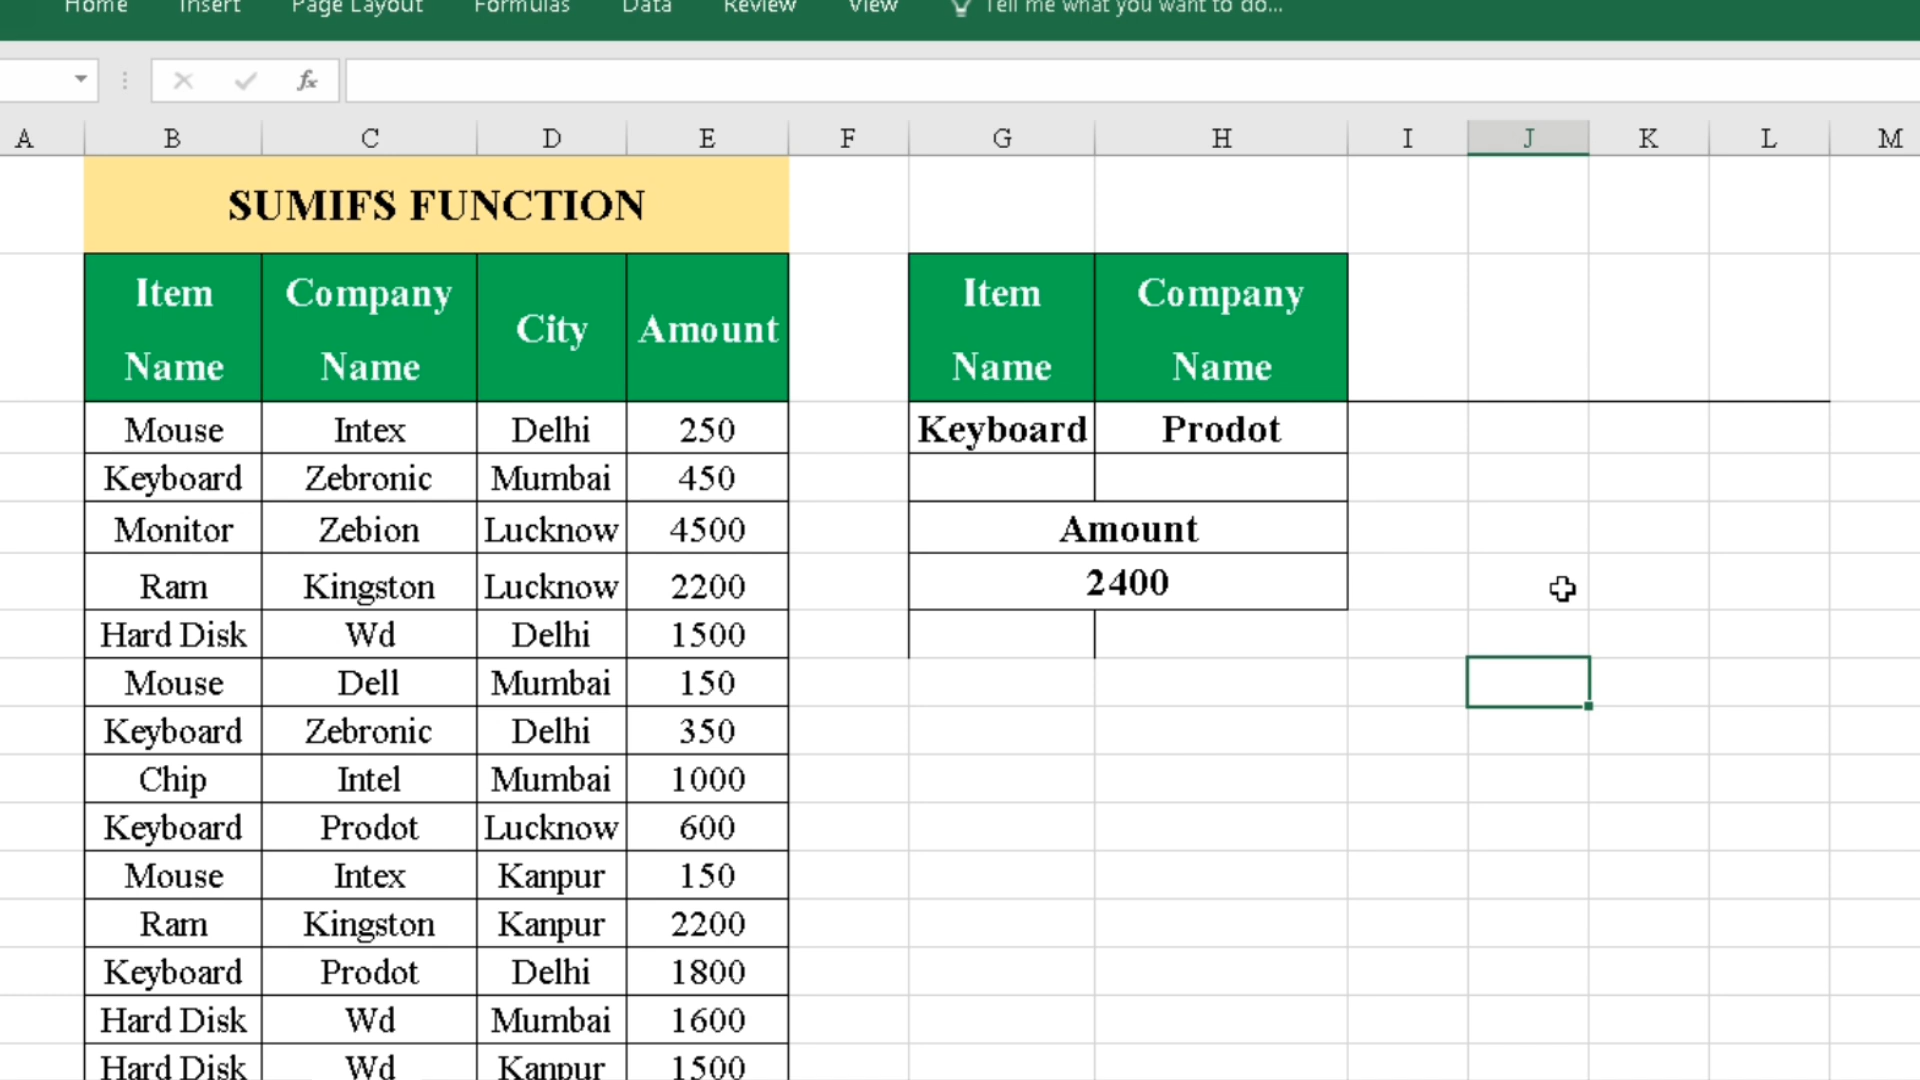 Home Insert Page Layout Formulas Data Review View Tell me what you want to do...
fx
A B C D E F G H I J K L M
SUMIFS FUNCTION
Item Name Company Name City Amount Item Name Company Name
Mouse Intex Delhi 250 Keyboard Prodot
Keyboard Zebronic Mumbai 450
Monitor Zebion Lucknow 4500 Amount
Ram Kingston Lucknow 2200 2400
Hard Disk Wd Delhi 1500
Mouse Dell Mumbai 150
Keyboard Zebronic Delhi 350
Chip Intel Mumbai 1000
Keyboard Prodot Lucknow 600
Mouse Intex Kanpur 150
Ram Kingston Kanpur 2200
Keyboard Prodot Delhi 1800
Hard Disk Wd Mumbai 1600
Hard Disk Wd Kanpur 1500